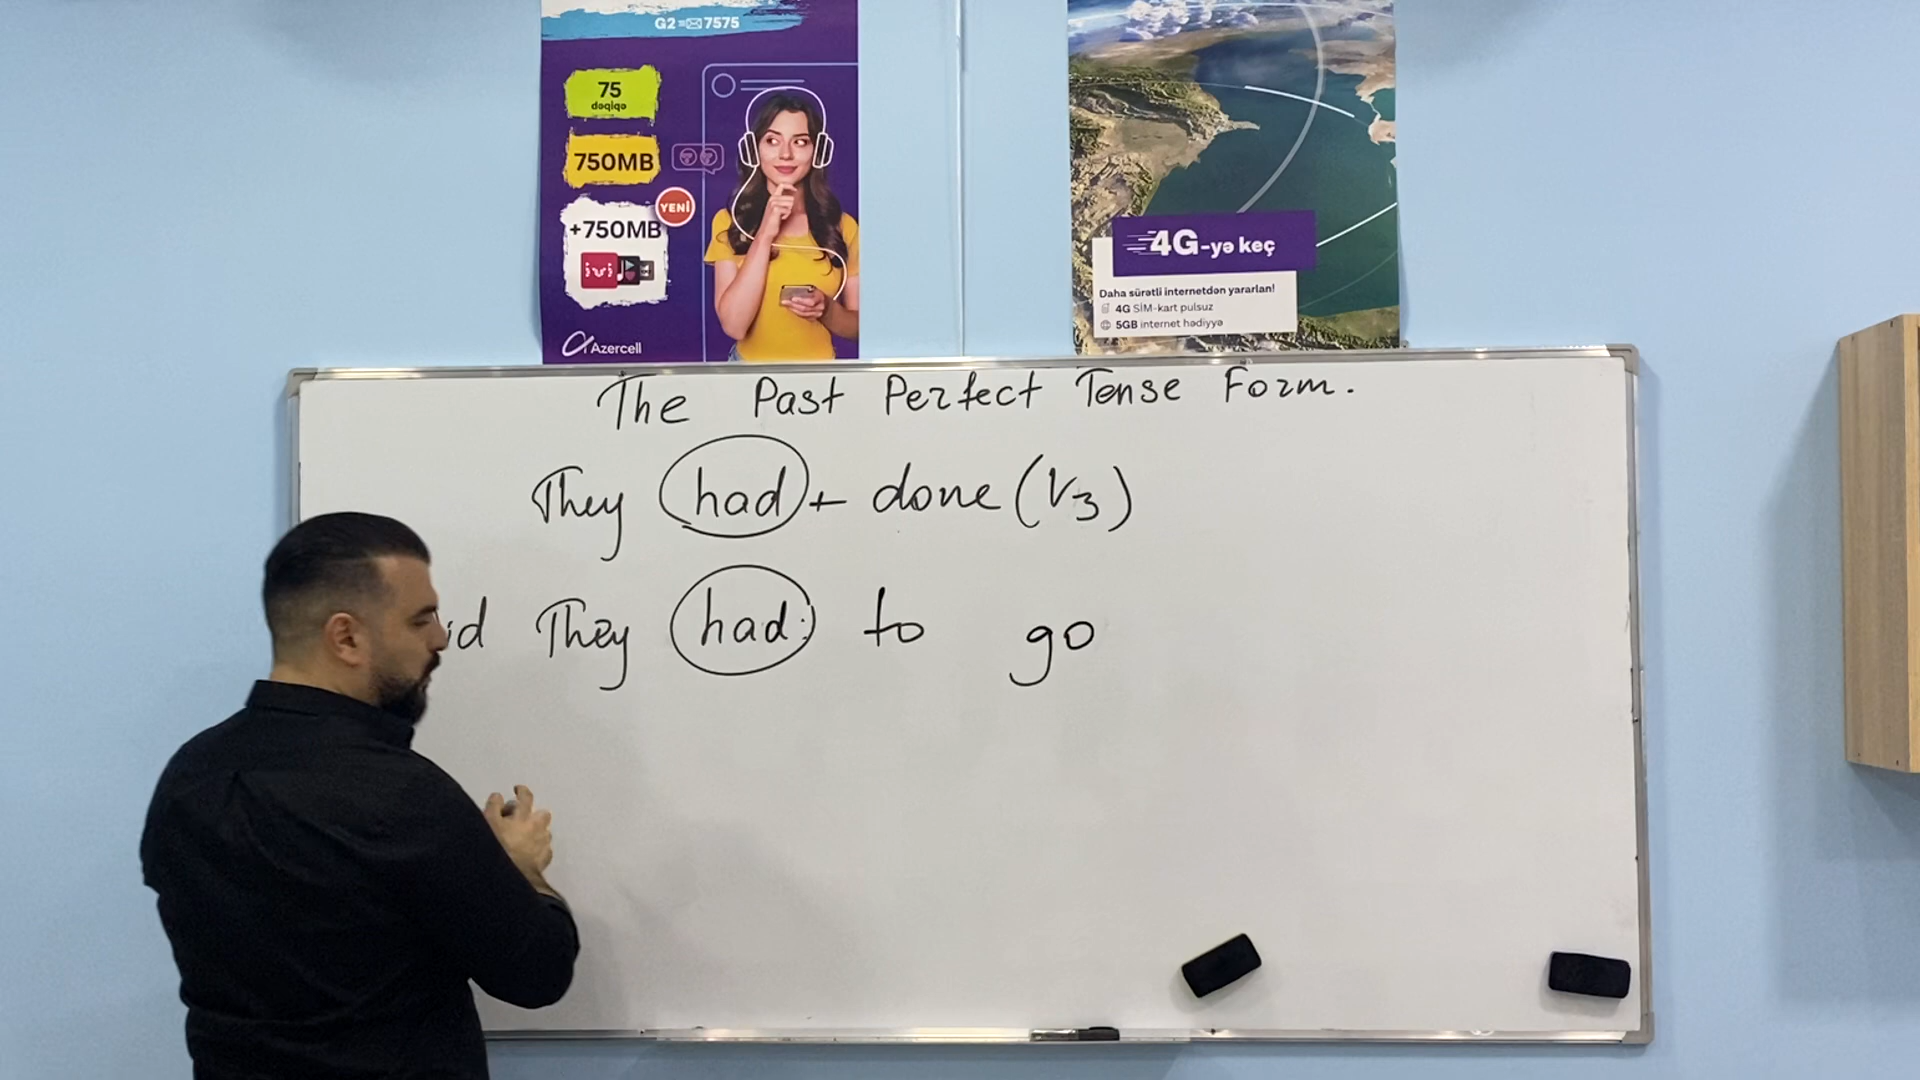 G2 ✉ 7575
75
dəqiqə
750MB
YENİ
+750MB
ivi
Azercell
4G-yə keç
Daha sürətli internetdən yararlan!
4G SİM-kart pulsuz
5GB internet hədiyyə
The Past Perfect Tense Form.
They had + done (V3)
They had to go